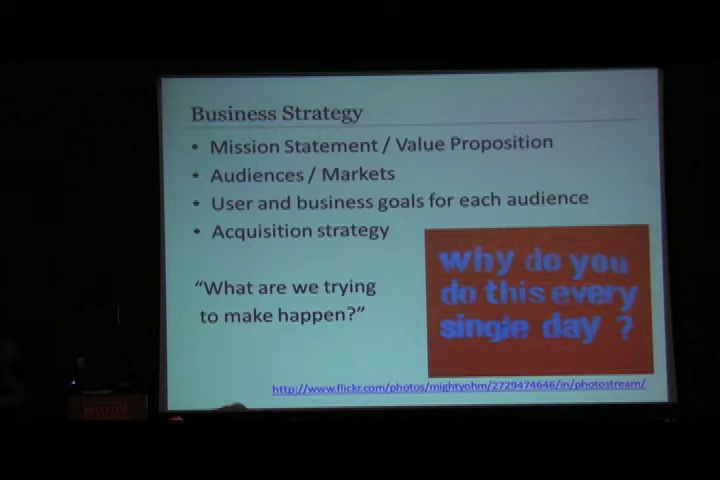 Business Strategy
• Mission Statement / Value Proposition
• Audiences / Markets
• User and business goals for each audience
• Acquisition strategy
“What are we trying
to make happen?”
why do you
do this every
single day ?
http://www.flickr.com/photos/mightyohm/2729474646/in/photostream/